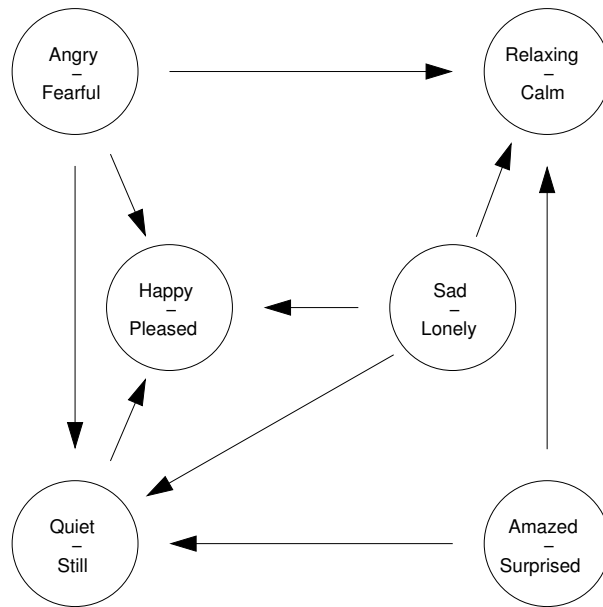 Angry
–
Fearful
Relaxing
–
Calm
Happy
–
Pleased
Sad
–
Lonely
Quiet
–
Still
Amazed
–
Surprised